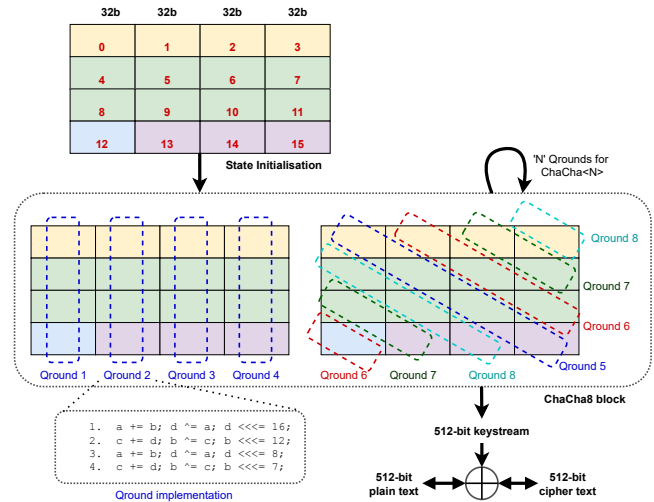 32b 32b 32b 32b
0 1 2 3
4 5 6 7
8 9 10 11
12 13 14 15
State Initialisation
'N' Qrounds for
ChaCha<N>
Qround 8
Qround 7
Qround 6
Qround 5
Qround 1 Qround 2 Qround 3 Qround 4
Qround 6 Qround 7 Qround 8
ChaCha8 block
1. a += b; d ^= a; d <<<= 16;
2. c += d; b ^= c; b <<<= 12;
3. a += b; d ^= a; d <<<= 8;
4. c += d; b ^= c; b <<<= 7;
Qround implementation
512-bit keystream
512-bit
plain text
512-bit
cipher text